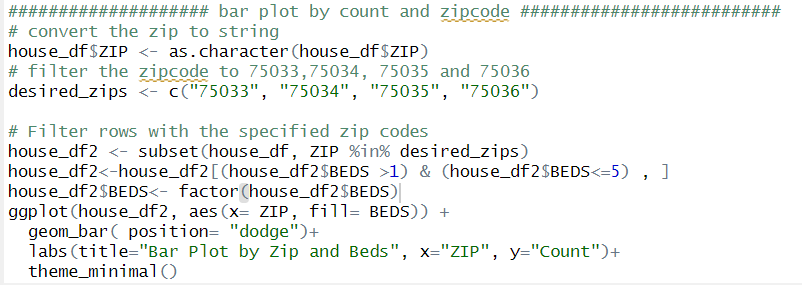 #################### bar plot by count and zipcode ##########################
# convert the zip to string
house_df$ZIP <- as.character(house_df$ZIP)
# filter the zipcode to 75033,75034, 75035 and 75036
desired_zips <- c("75033", "75034", "75035", "75036")
# Filter rows with the specified zip codes
house_df2 <- subset(house_df, ZIP %in% desired_zips)
house_df2<-house_df2[(house_df2$BEDS >1) & (house_df2$BEDS<=5) , ]
house_df2$BEDS<- factor(house_df2$BEDS)
ggplot(house_df2, aes(x= ZIP, fill= BEDS)) +
  geom_bar( position= "dodge")+
  labs(title="Bar Plot by Zip and Beds", x="ZIP", y="Count")+
  theme_minimal()